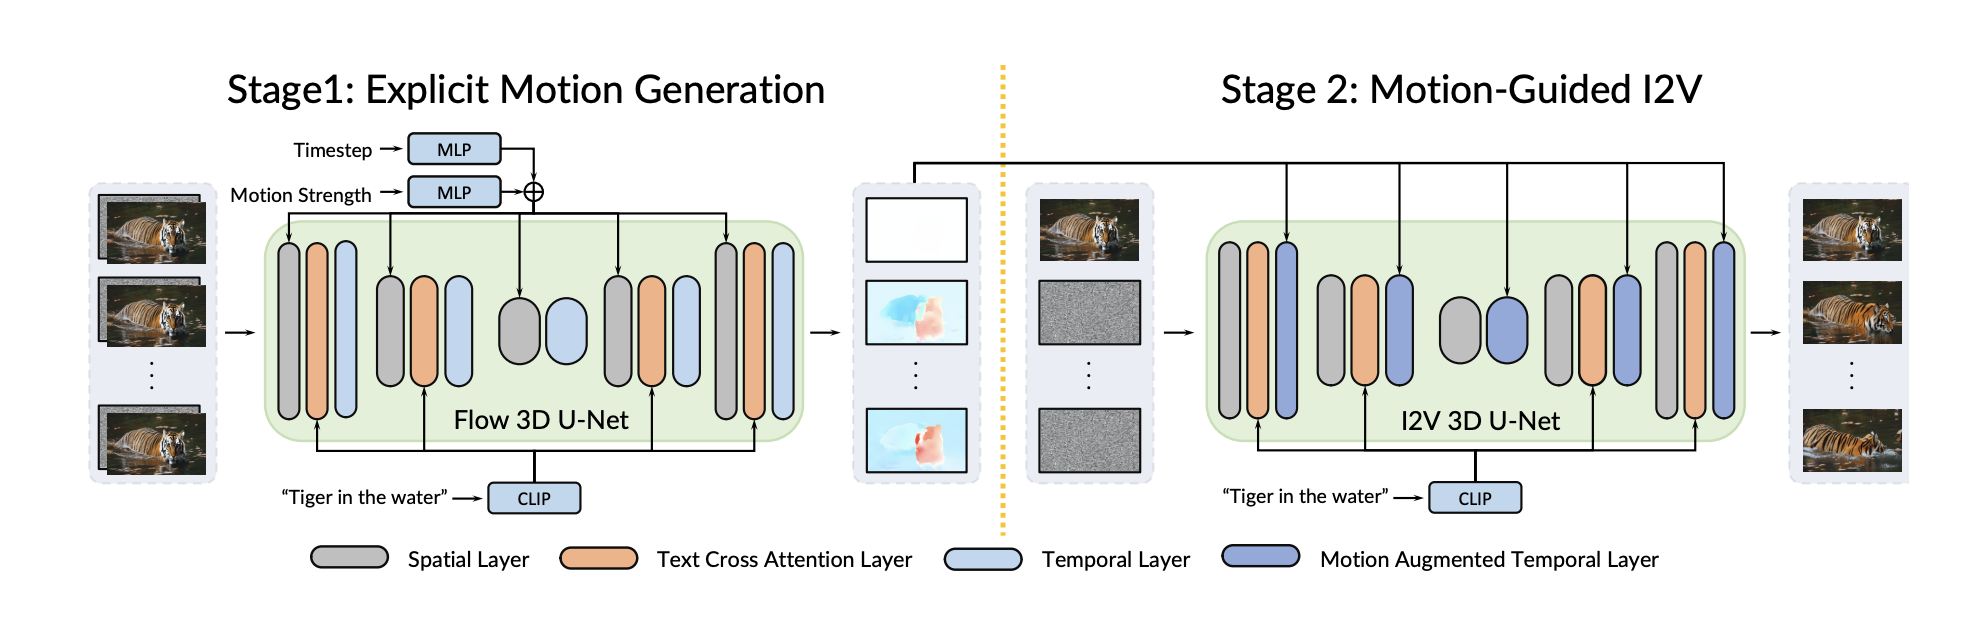 Stage1: Explicit Motion Generation
Stage 2: Motion-Guided I2V
Timestep
MLP
Motion Strength
MLP
Flow 3D U-Net
I2V 3D U-Net
“Tiger in the water”
CLIP
“Tiger in the water”
CLIP
Spatial Layer
Text Cross Attention Layer
Temporal Layer
Motion Augmented Temporal Layer